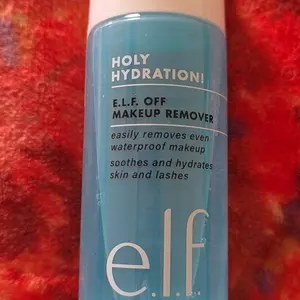 HOLY
HYDRATION!
E.L.F. OFF
MAKEUP REMOVER
easily removes even
waterproof makeup
soothes and hydrates
skin and lashes
e.l.f.